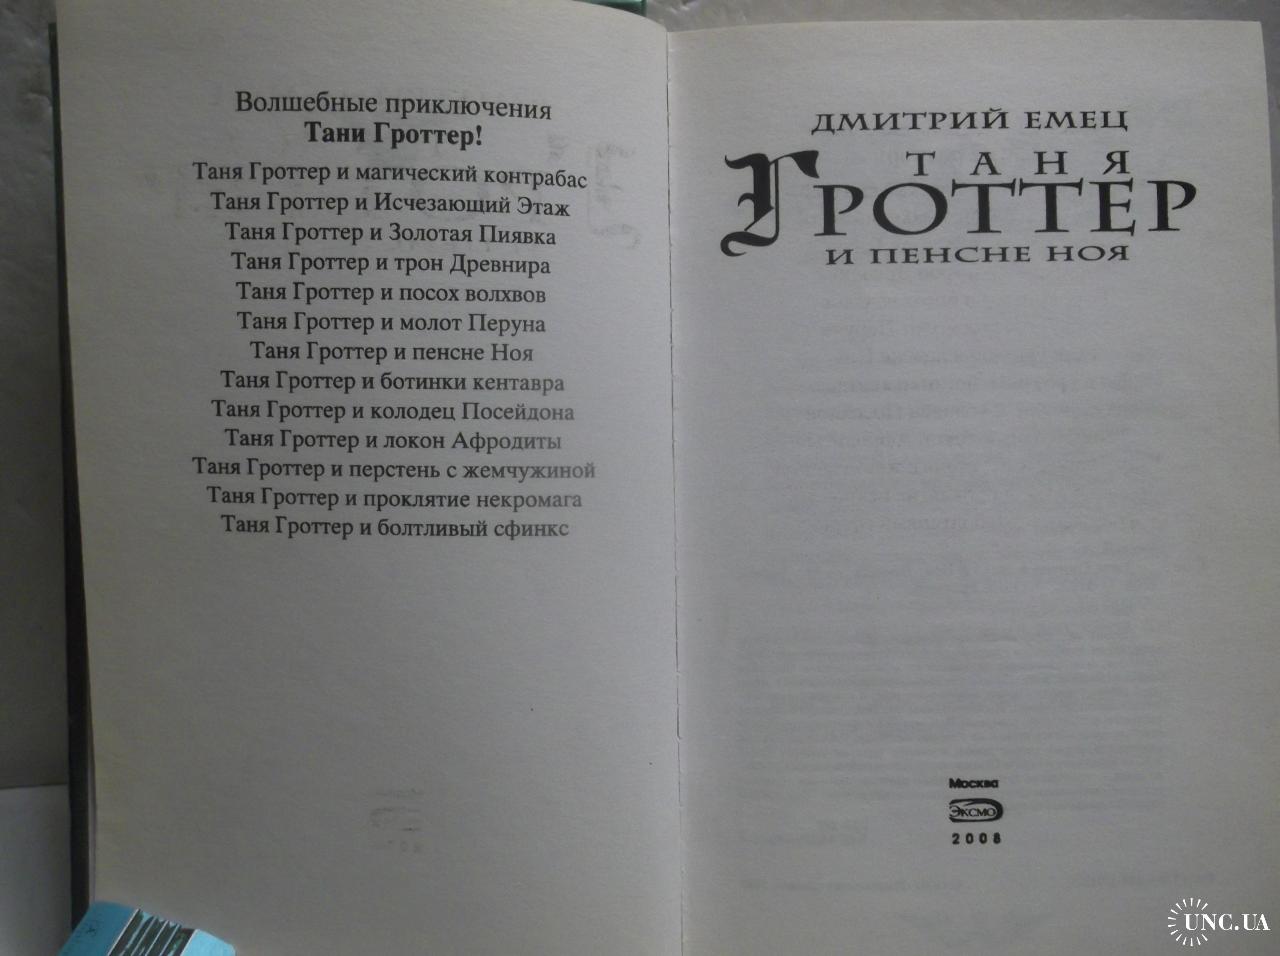 Волшебные приключения
Тани Гроттер!
Таня Гроттер и магический контрабас
Таня Гроттер и Исчезающий Этаж
Таня Гроттер и Золотая Пиявка
Таня Гроттер и трон Древнира
Таня Гроттер и посох волхвов
Таня Гроттер и молот Перуна
Таня Гроттер и пенсне Ноя
Таня Гроттер и ботинки кентавра
Таня Гроттер и колодец Посейдона
Таня Гроттер и локон Афродиты
Таня Гроттер и перстень с жемчужиной
Таня Гроттер и проклятие некромага
Таня Гроттер и болтливый сфинкс
ДМИТРИЙ ЕМЕЦ
ТАНЯ
ГРОТТЕР
И ПЕНСНЕ НОЯ
Москва
ЭКСМО
2008
UNC.UA